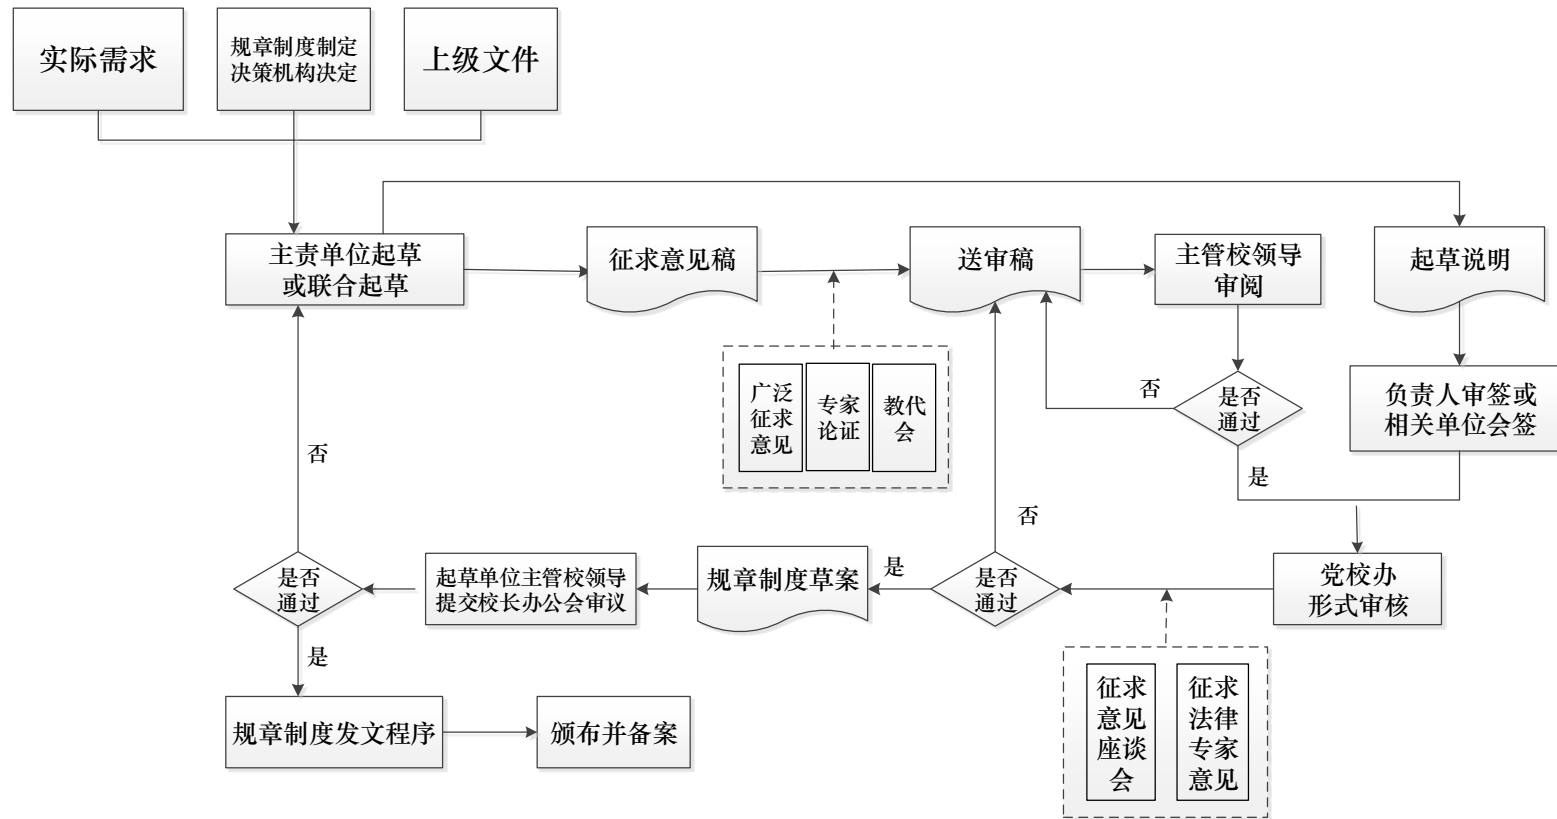 实际需求
规章制度制定
决策机构决定
上级文件
主责单位起草
或联合起草
征求意见稿
送审稿
主管校领导
审阅
起草说明
广泛
征求
意见
专家
论证
教代
会
否
是否
通过
是
负责人审签或
相关单位会签
否
否
是否
通过
起草单位主管校领导
提交校长办公会审议
规章制度草案
是
是否
通过
党校办
形式审核
是
规章制度发文程序
颁布并备案
征求
意见
座谈
会
征求
法律
专家
意见